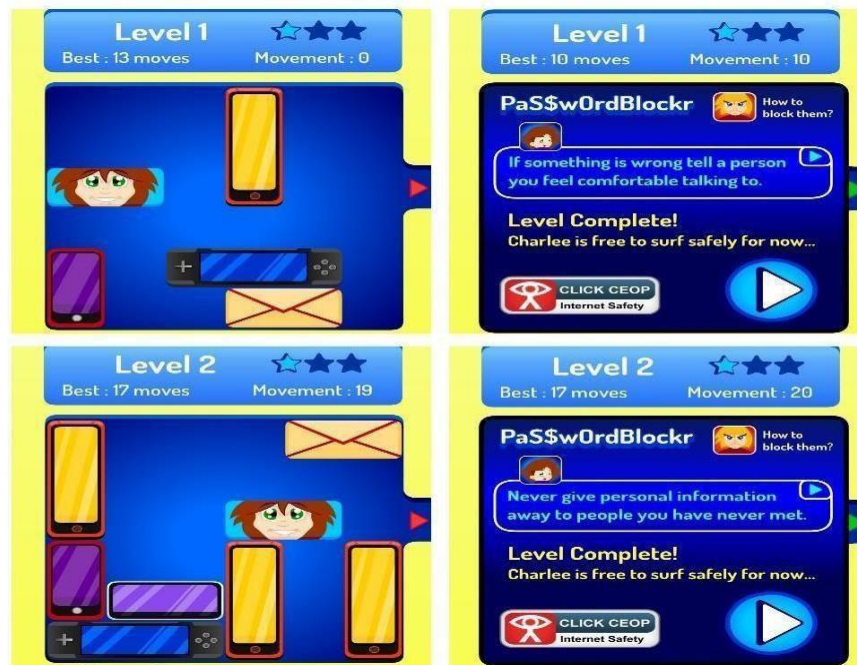 Level 1
Best : 13 moves Movement : 0
Level 1
Best : 10 moves Movement : 10
PaS$w0rdBlockr
How to
block them?
If something is wrong tell a person
you feel comfortable talking to.
Level Complete!
Charlee is free to surf safely for now...
CLICK CEOP
Internet Safety
Level 2
Best : 17 moves Movement : 19
Level 2
Best : 17 moves Movement : 20
PaS$w0rdBlockr
How to
block them?
Never give personal information
away to people you have never met.
Level Complete!
Charlee is free to surf safely for now...
CLICK CEOP
Internet Safety